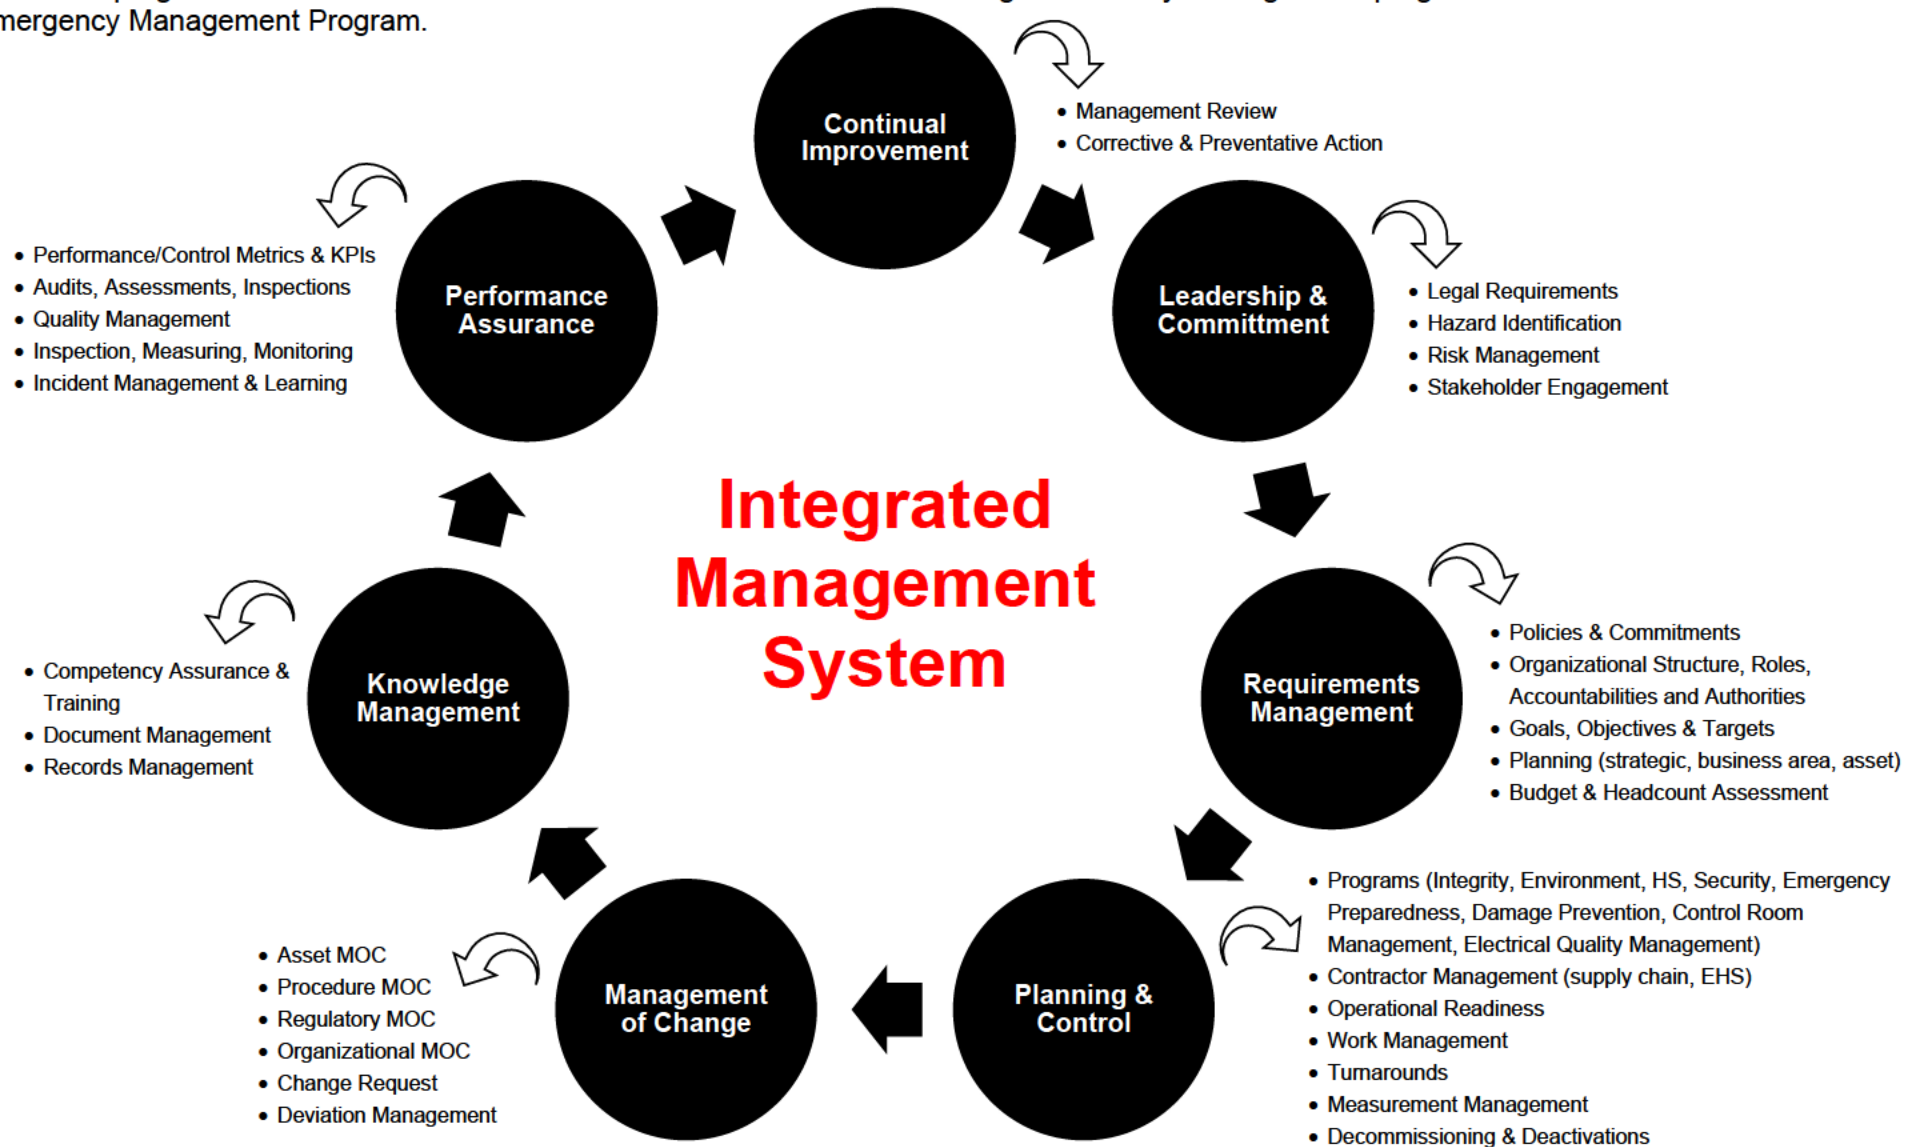 mergency Management Program.
Continual
Improvement
• Management Review
• Corrective & Preventative Action
Leadership &
Committment
• Legal Requirements
• Hazard Identification
• Risk Management
• Stakeholder Engagement
Requirements
Management
• Policies & Commitments
• Organizational Structure, Roles,
Accountabilities and Authorities
• Goals, Objectives & Targets
• Planning (strategic, business area, asset)
• Budget & Headcount Assessment
Planning &
Control
• Programs (Integrity, Environment, HS, Security, Emergency
Preparedness, Damage Prevention, Control Room
Management, Electrical Quality Management)
• Contractor Management (supply chain, EHS)
• Operational Readiness
• Work Management
• Turnarounds
• Measurement Management
• Decommissioning & Deactivations
Management
of Change
• Asset MOC
• Procedure MOC
• Regulatory MOC
• Organizational MOC
• Change Request
• Deviation Management
Knowledge
Management
• Competency Assurance &
Training
• Document Management
• Records Management
Performance
Assurance
• Performance/Control Metrics & KPIs
• Audits, Assessments, Inspections
• Quality Management
• Inspection, Measuring, Monitoring
• Incident Management & Learning
Integrated
Management
System